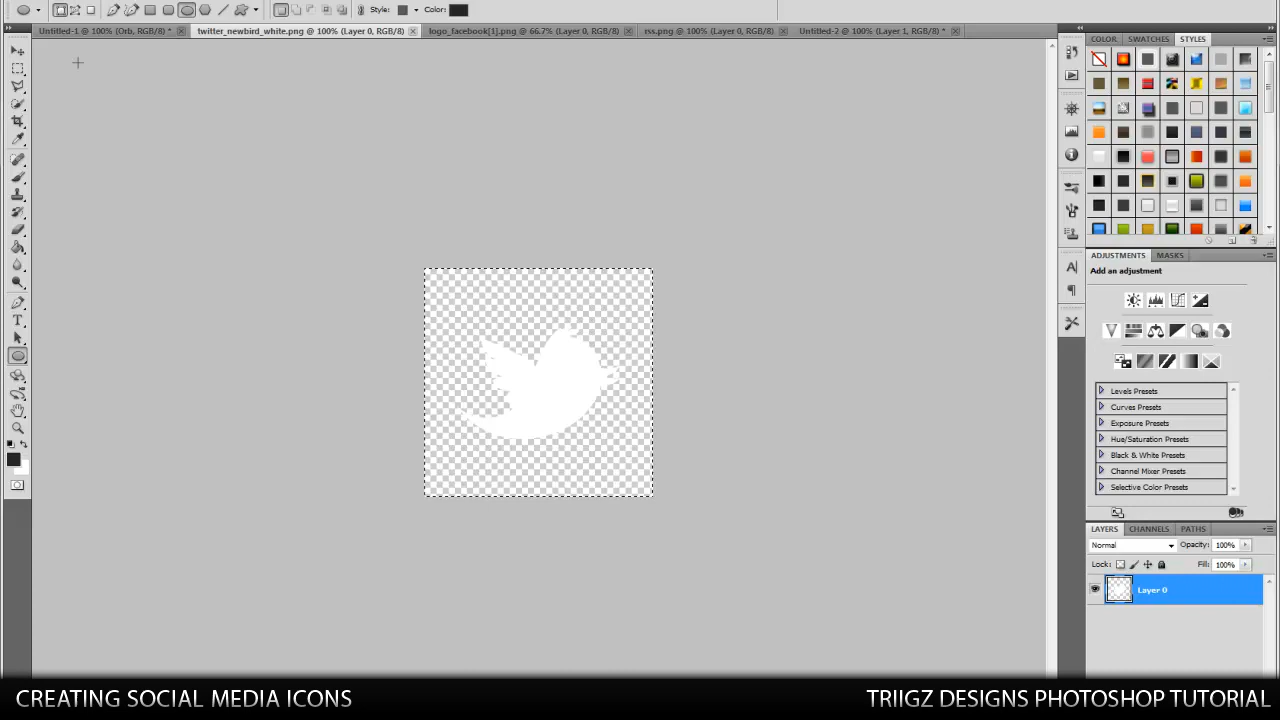 Style: Color:
Untitled-1 @ 100% (Orb, RGB/8) * twitter_newbird_white.png @ 100% (Layer 0, RGB/8) logo_facebook[1].png @ 66.7% (Layer 0, RGB/8) rss.png @ 100% (Layer 0, RGB/8) Untitled-2 @ 100% (Layer 1, RGB/8) *
COLOR SWATCHES STYLES
ADJUSTMENTS MASKS
Add an adjustment
Levels Presets
Curves Presets
Exposure Presets
Hue/Saturation Presets
Black & White Presets
Channel Mixer Presets
Selective Color Presets
LAYERS CHANNELS PATHS
Normal Opacity: 100%
Lock: Fill: 100%
Layer 0
CREATING SOCIAL MEDIA ICONS TRIIGZ DESIGNS PHOTOSHOP TUTORIAL